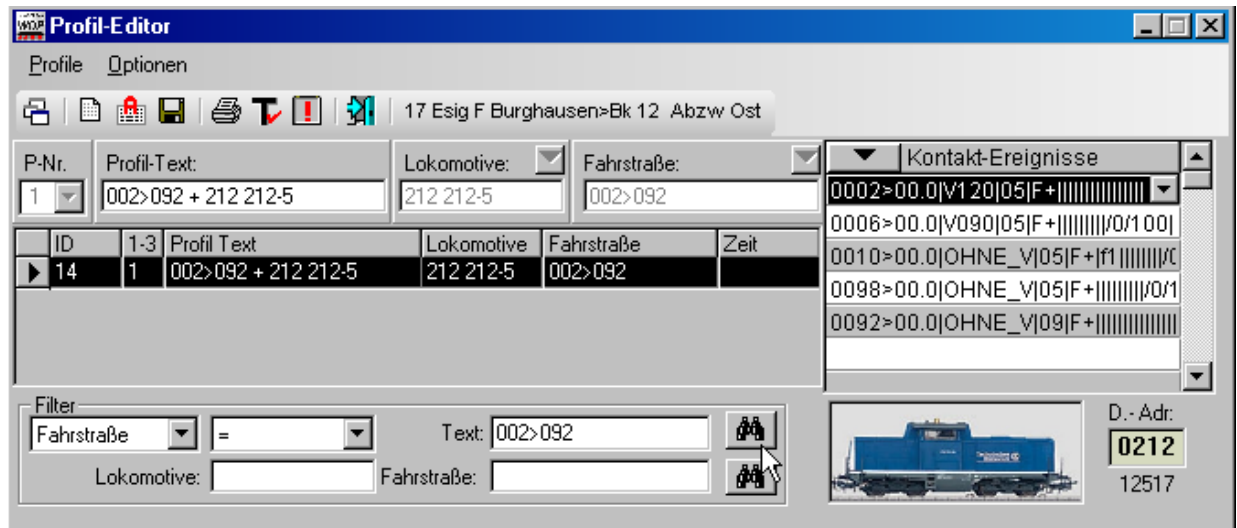 Profil-Editor
Profile Optionen
17 Esig F Burghausen>Bk 12 Abzw Ost
P-Nr. Profil-Text: Lokomotive: Fahrstraße:
1 002>092 + 212 212-5 212 212-5 002>092
ID 1-3 Profil Text Lokomotive Fahrstraße Zeit
14 1 002>092 + 212 212-5 212 212-5 002>092
Kontakt-Ereignisse
0002>00.0|V120|05|F+|||||||||||||||
0006>00.0|V090|05|F+|||||||||/0/100|
0010>00.0|OHNE_V|05|F+|f1||||||||/0
0098>00.0|OHNE_V|05|F+|||||||||/0/1
0092>00.0|OHNE_V|09|F+|||||||||||||||
Filter
Fahrstraße = Text: 002>092
Lokomotive: Fahrstraße:
D.- Adr:
0212
12517